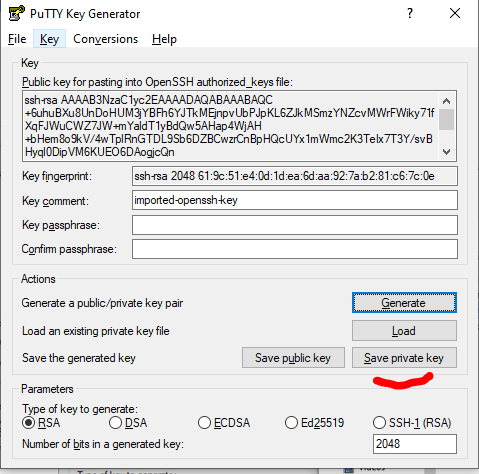 PuTTY Key Generator
File Key Conversions Help
Key
Public key for pasting into OpenSSH authorized_keys file:
ssh-rsa AAAAB3NzaC1yc2EAAAADAQABAAABAQC
+6uhuBXu8UnDoHUM3jYBFh6YJTkMEjnpvUbPJpKL6ZJkMSmzYNZcvMWrFWiky71f
XqFJWuCWZ7JW+mYaldT1yBdQw5AHap4WjAH
+bHem8o9kV/4wTplRnGTDL9Sb6DZBCwzrCnBpHQcUYx1mWmc2K3TeIx7T3Y/svB
HyqI0DipVM6KUEO6DAogjcQn
Key fingerprint: ssh-rsa 2048 61:9c:51:e4:0d:1d:ea:6d:aa:92:7a:b2:81:c6:7c:0e
Key comment: imported-openssh-key
Key passphrase:
Confirm passphrase:
Actions
Generate a public/private key pair Generate
Load an existing private key file Load
Save the generated key Save public key Save private key
Parameters
Type of key to generate:
RSA DSA ECDSA Ed25519 SSH-1 (RSA)
Number of bits in a generated key: 2048